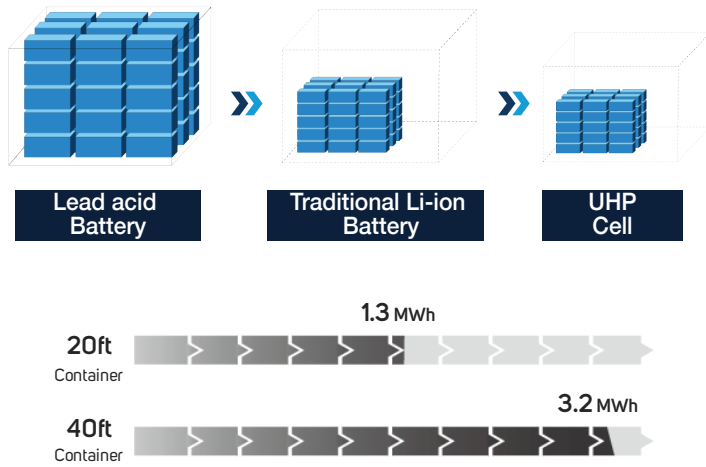 Lead acid
Battery
Traditional Li-ion
Battery
UHP
Cell
1.3 MWh
20ft
Container
3.2 MWh
40ft
Container